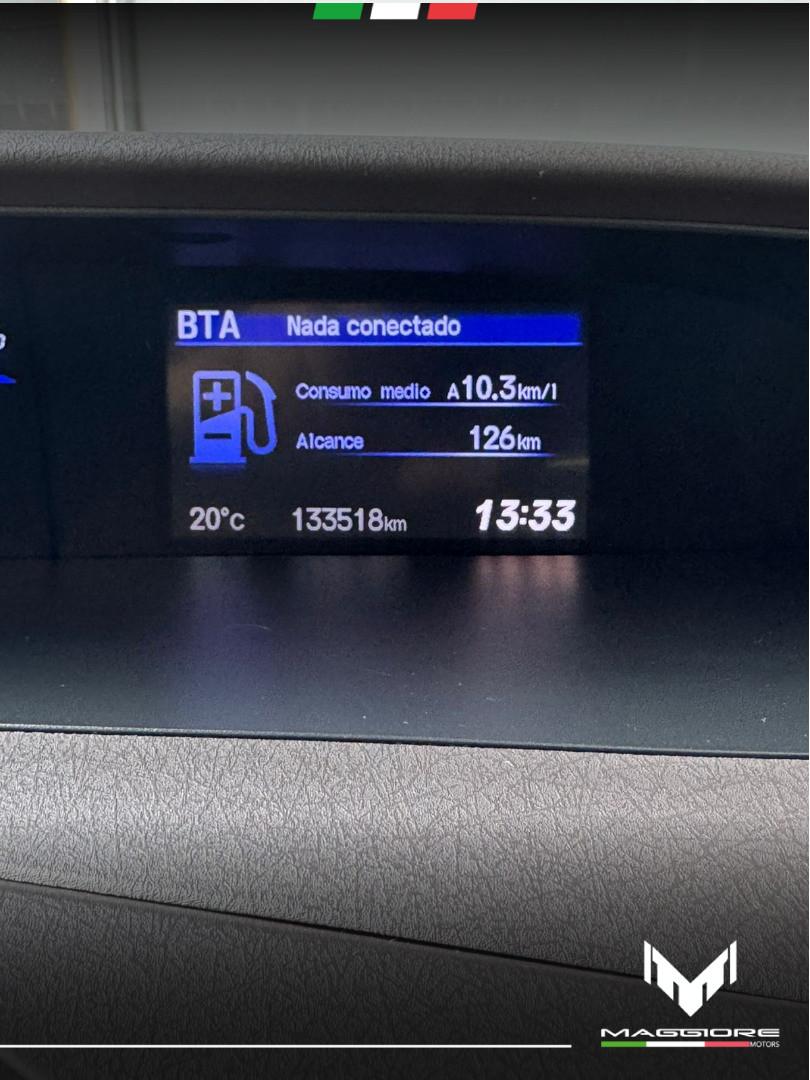 BTA Nada conectado
Consumo medio A10.3km/l
Alcance 126km
20°C 133518km 13:33
MAGGIORE
MOTORS